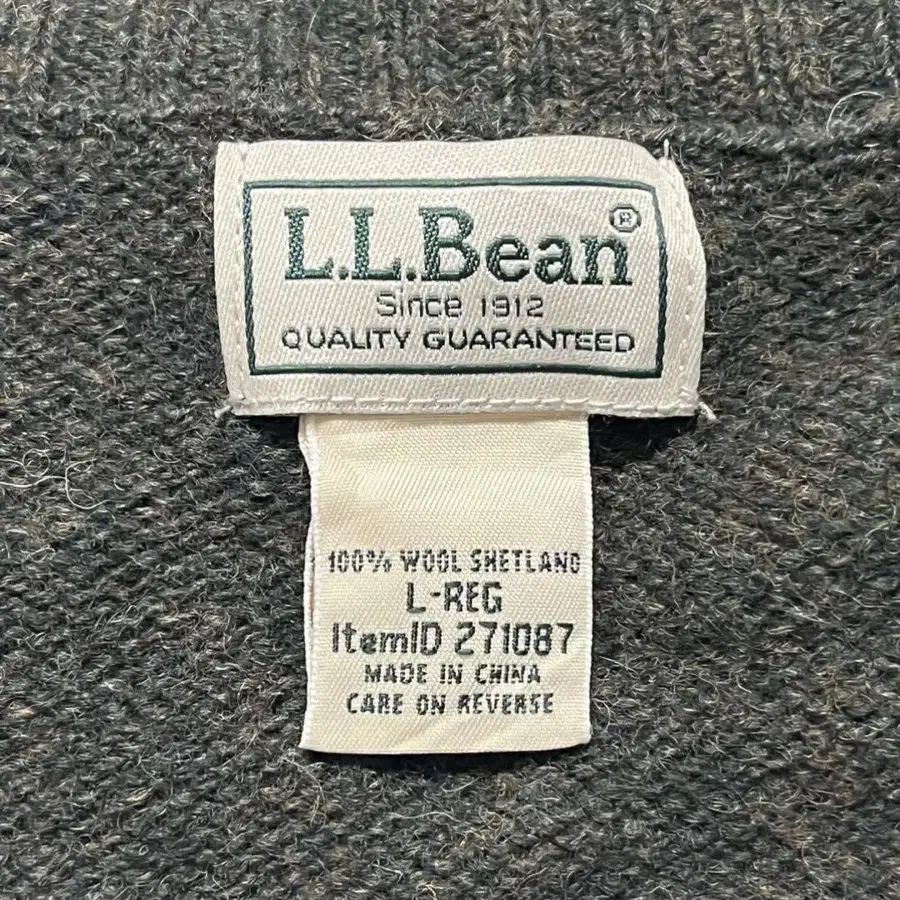 L.L.Bean®
Since 1912
QUALITY GUARANTEED
100% WOOL SHETLAND
L-REG
ItemID 271087
MADE IN CHINA
CARE ON REVERSE